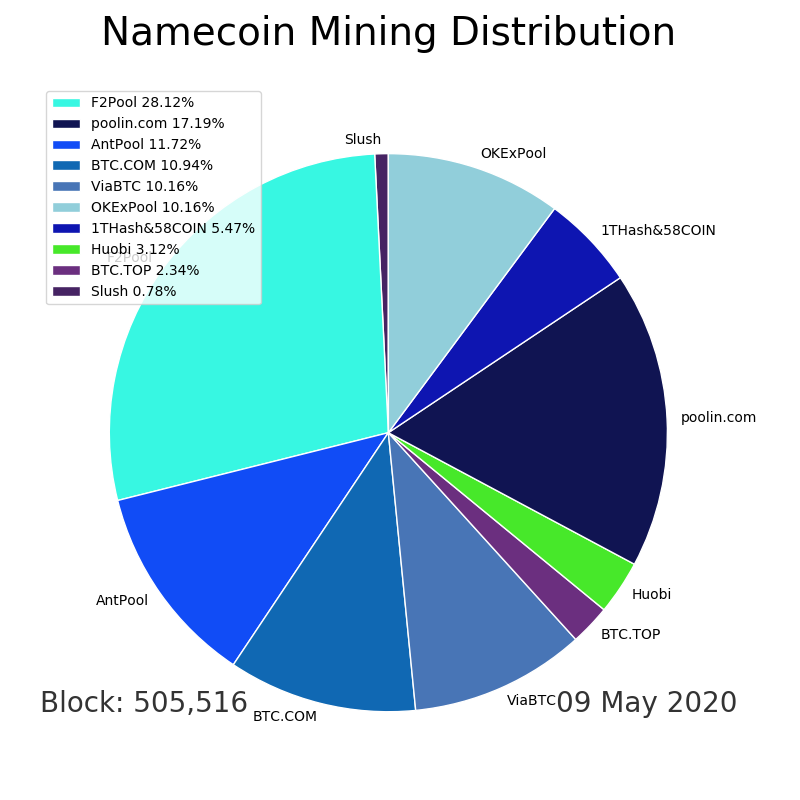 Namecoin Mining Distribution
F2Pool 28.12%
poolin.com 17.19%
AntPool 11.72%
BTC.COM 10.94%
ViaBTC 10.16%
OKExPool 10.16%
1THash&58COIN 5.47%
Huobi 3.12%
BTC.TOP 2.34%
Slush 0.78%
Slush
OKExPool
1THash&58COIN
F2Pool
poolin.com
Huobi
AntPool
BTC.TOP
ViaBTC
BTC.COM
Block: 505,516
09 May 2020